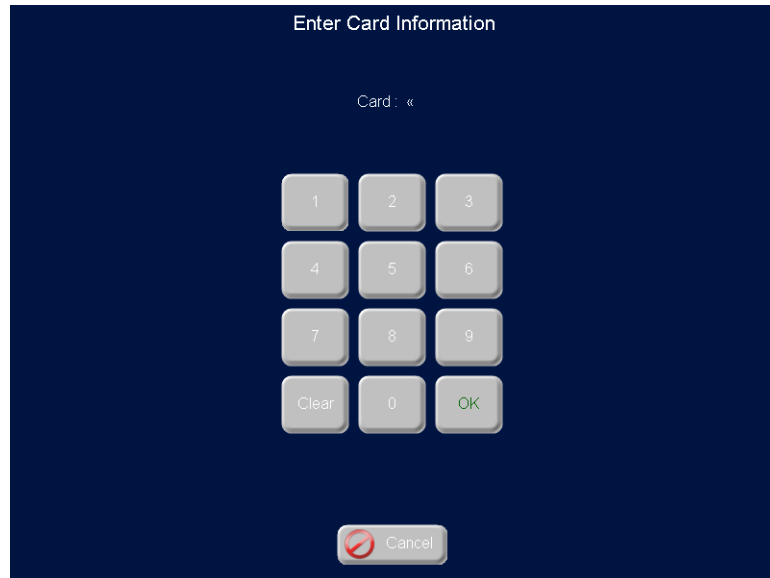 Enter Card Information
Card : «
1 2 3
4 5 6
7 8 9
Clear 0 OK
Cancel